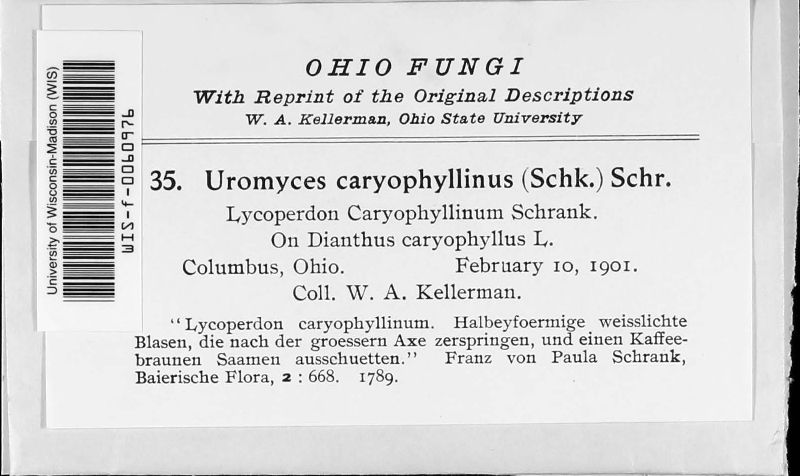 OHIO FUNGI
With Reprint of the Original Descriptions
W. A. Kellerman, Ohio State University
35. Uromyces caryophyllinus (Schk.) Schr.
Lycoperdon Caryophyllinum Schrank.
On Dianthus caryophyllus L.
Columbus, Ohio. February 10, 1901.
Coll. W. A. Kellerman.
"Lycoperdon caryophyllinum. Halbeyfoermige weisslichte
Blasen, die nach der groessern Axe zerspringen, und einen Kaffee-
braunen Saamen ausschuetten." Franz von Paula Schrank,
Baierische Flora, 2 : 668. 1789.
University of Wisconsin-Madison (WIS)
WIS-f-0060976